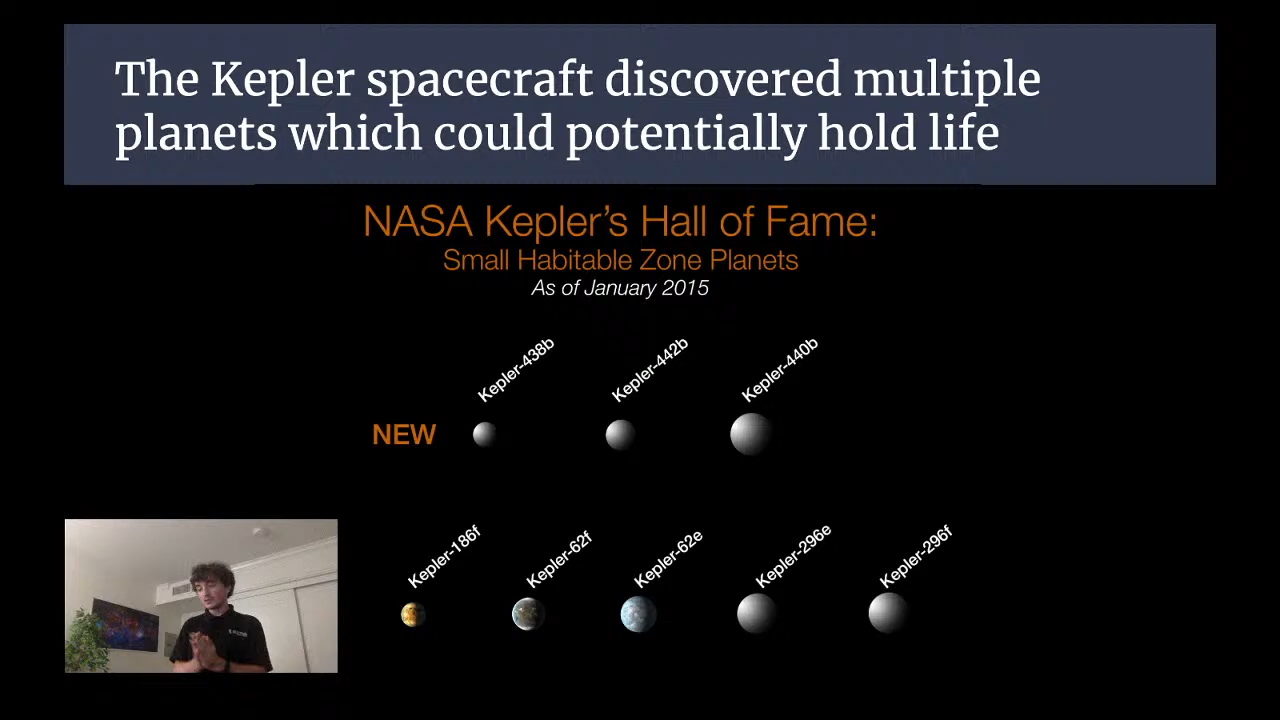 The Kepler spacecraft discovered multiple
planets which could potentially hold life
NASA Kepler's Hall of Fame:
Small Habitable Zone Planets
As of January 2015
Kepler-438b
Kepler-442b
Kepler-440b
NEW
Kepler-186f
Kepler-62f
Kepler-62e
Kepler-296e
Kepler-296f